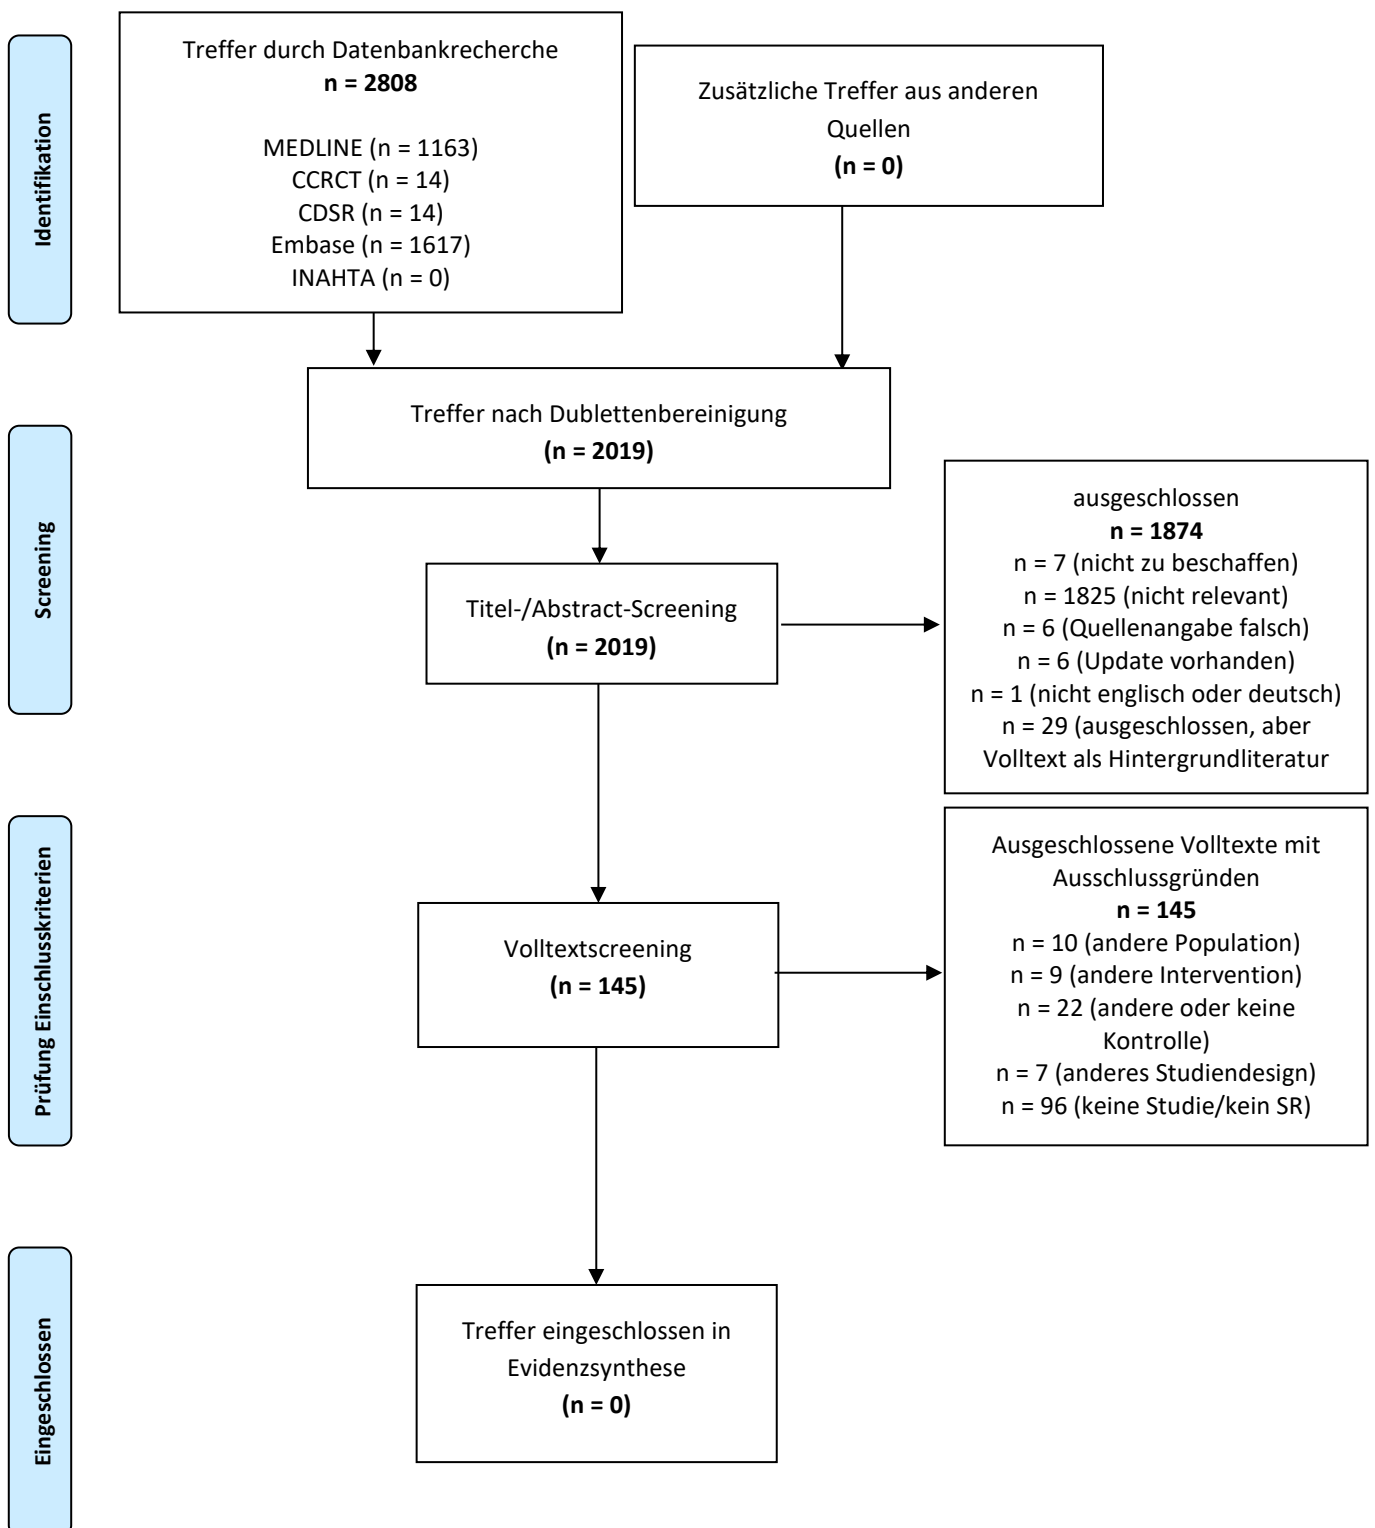 Identifikation
Treffer durch Datenbankrecherche
n = 2808
MEDLINE (n = 1163)
CCRCT (n = 14)
CDSR (n = 14)
Embase (n = 1617)
INAHTA (n = 0)
Zusätzliche Treffer aus anderen
Quellen
(n = 0)
Treffer nach Dublettenbereinigung
(n = 2019)
Screening
Titel-/Abstract-Screening
(n = 2019)
ausgeschlossen
n = 1874
n = 7 (nicht zu beschaffen)
n = 1825 (nicht relevant)
n = 6 (Quellenangabe falsch)
n = 6 (Update vorhanden)
n = 1 (nicht englisch oder deutsch)
n = 29 (ausgeschlossen, aber
Volltext als Hintergrundliteratur
Prüfung Einschlusskriterien
Volltextscreening
(n = 145)
Ausgeschlossene Volltexte mit
Ausschlussgründen
n = 145
n = 10 (andere Population)
n = 9 (andere Intervention)
n = 22 (andere oder keine
Kontrolle)
n = 7 (anderes Studiendesign)
n = 96 (keine Studie/kein SR)
Eingeschlossen
Treffer eingeschlossen in
Evidenzsynthese
(n = 0)